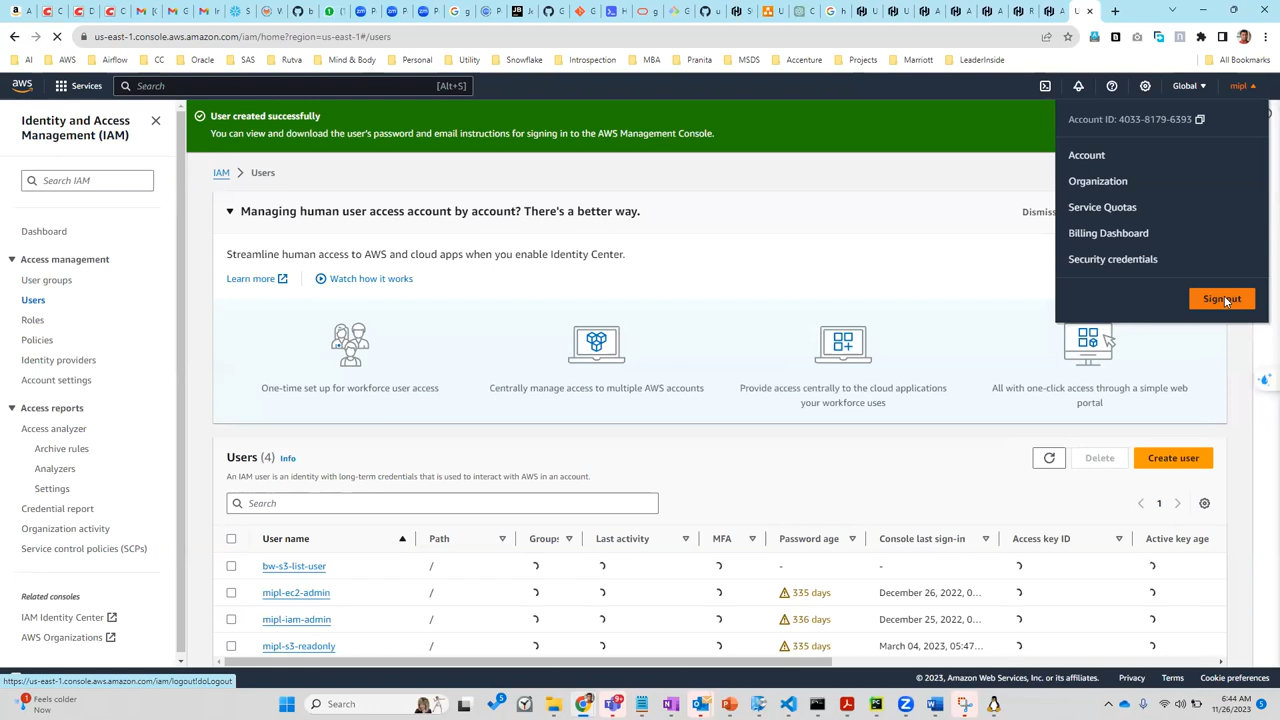 us-east-1.console.aws.amazon.com/iam/home?region=us-east-1#/users
AI AWS Airflow CC Oracle SAS Rutva Mind & Body Personal Utility Snowflake Introspection MBA Pranita MSDS Accenture Projects Marriott LeaderInside All Bookmarks
aws Services Search [Alt+S] Global mipl
Identity and Access
Management (IAM)
Search IAM
Dashboard
Access management
User groups
Users
Roles
Policies
Identity providers
Account settings
Access reports
Access analyzer
Archive rules
Analyzers
Settings
Credential report
Organization activity
Service control policies (SCPs)
Related consoles
IAM Identity Center
AWS Organizations
User created successfully
You can view and download the user's password and email instructions for signing in to the AWS Management Console.
IAM > Users
Managing human user access account by account? There's a better way.
Dismiss
Streamline human access to AWS and cloud apps when you enable Identity Center.
Learn more Watch how it works
One-time set up for workforce user access
Centrally manage access to multiple AWS accounts
Provide access centrally to the cloud applications
your workforce uses
All with one-click access through a simple web
portal
Account ID: 4033-8179-6393
Account
Organization
Service Quotas
Billing Dashboard
Security credentials
Sign out
Users (4) Info
Delete Create user
An IAM user is an identity with long-term credentials that is used to interact with AWS in an account.
Search
1
User name Path Groups Last activity MFA Password age Console last sign-in Access key ID Active key age
bw-s3-list-user / - -
mipl-ec2-admin / 335 days December 26, 2022, 0...
mipl-iam-admin / 336 days December 25, 2022, 0...
mipl-s3-readonly / 335 days March 04, 2023, 05:47...
https://us-east-1.console.aws.amazon.com/iam/logout!doLogout
© 2023, Amazon Web Services, Inc. or its affiliates. Privacy Terms Cookie preferences
Feels colder
Now
Search
6:44 AM
11/26/2023